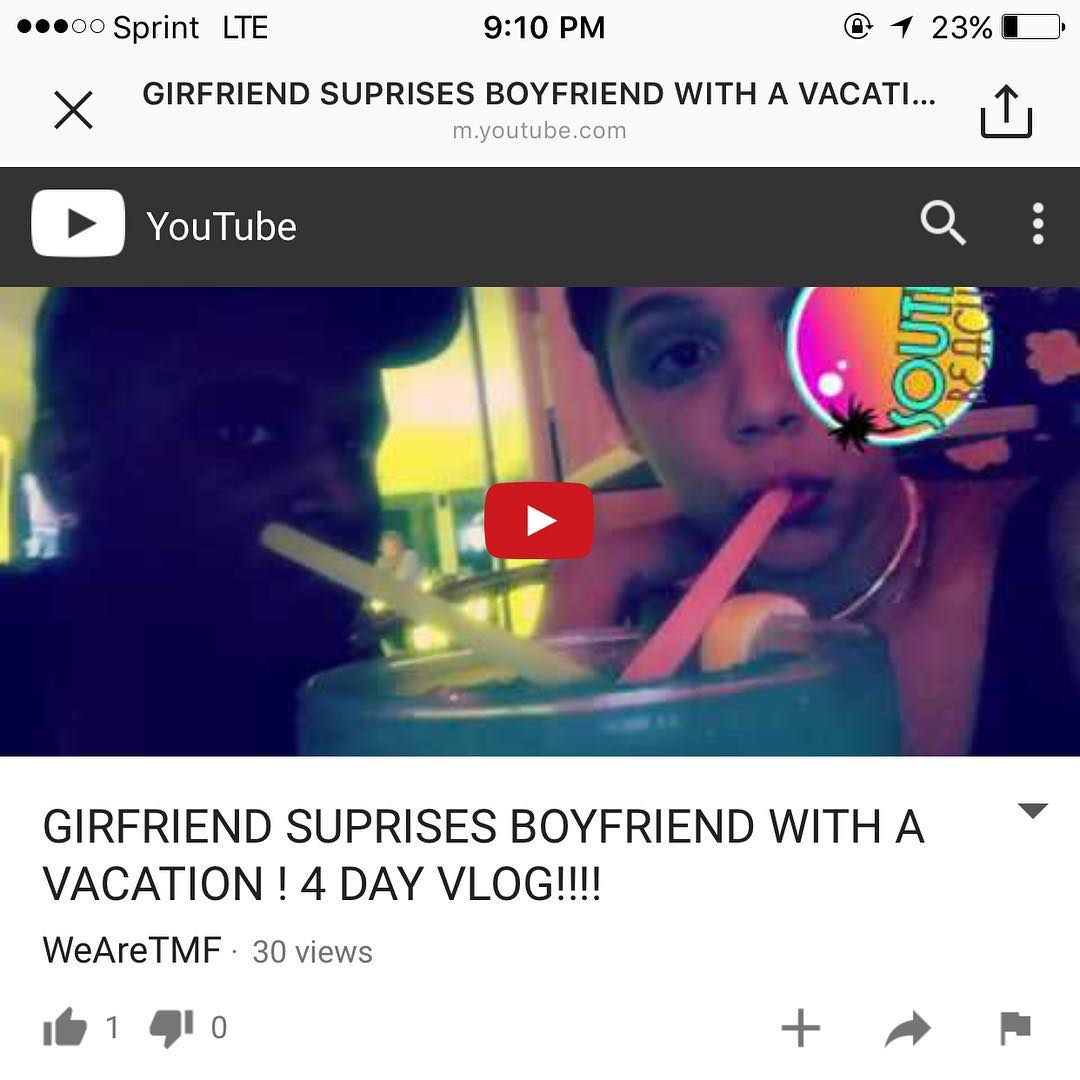 Sprint LTE 9:10 PM 23%
GIRFRIEND SUPRISES BOYFRIEND WITH A VACATI...
m.youtube.com
YouTube
SOUTH
BEACH
GIRFRIEND SUPRISES BOYFRIEND WITH A
VACATION ! 4 DAY VLOG!!!!
WeAreTMF · 30 views
1 0